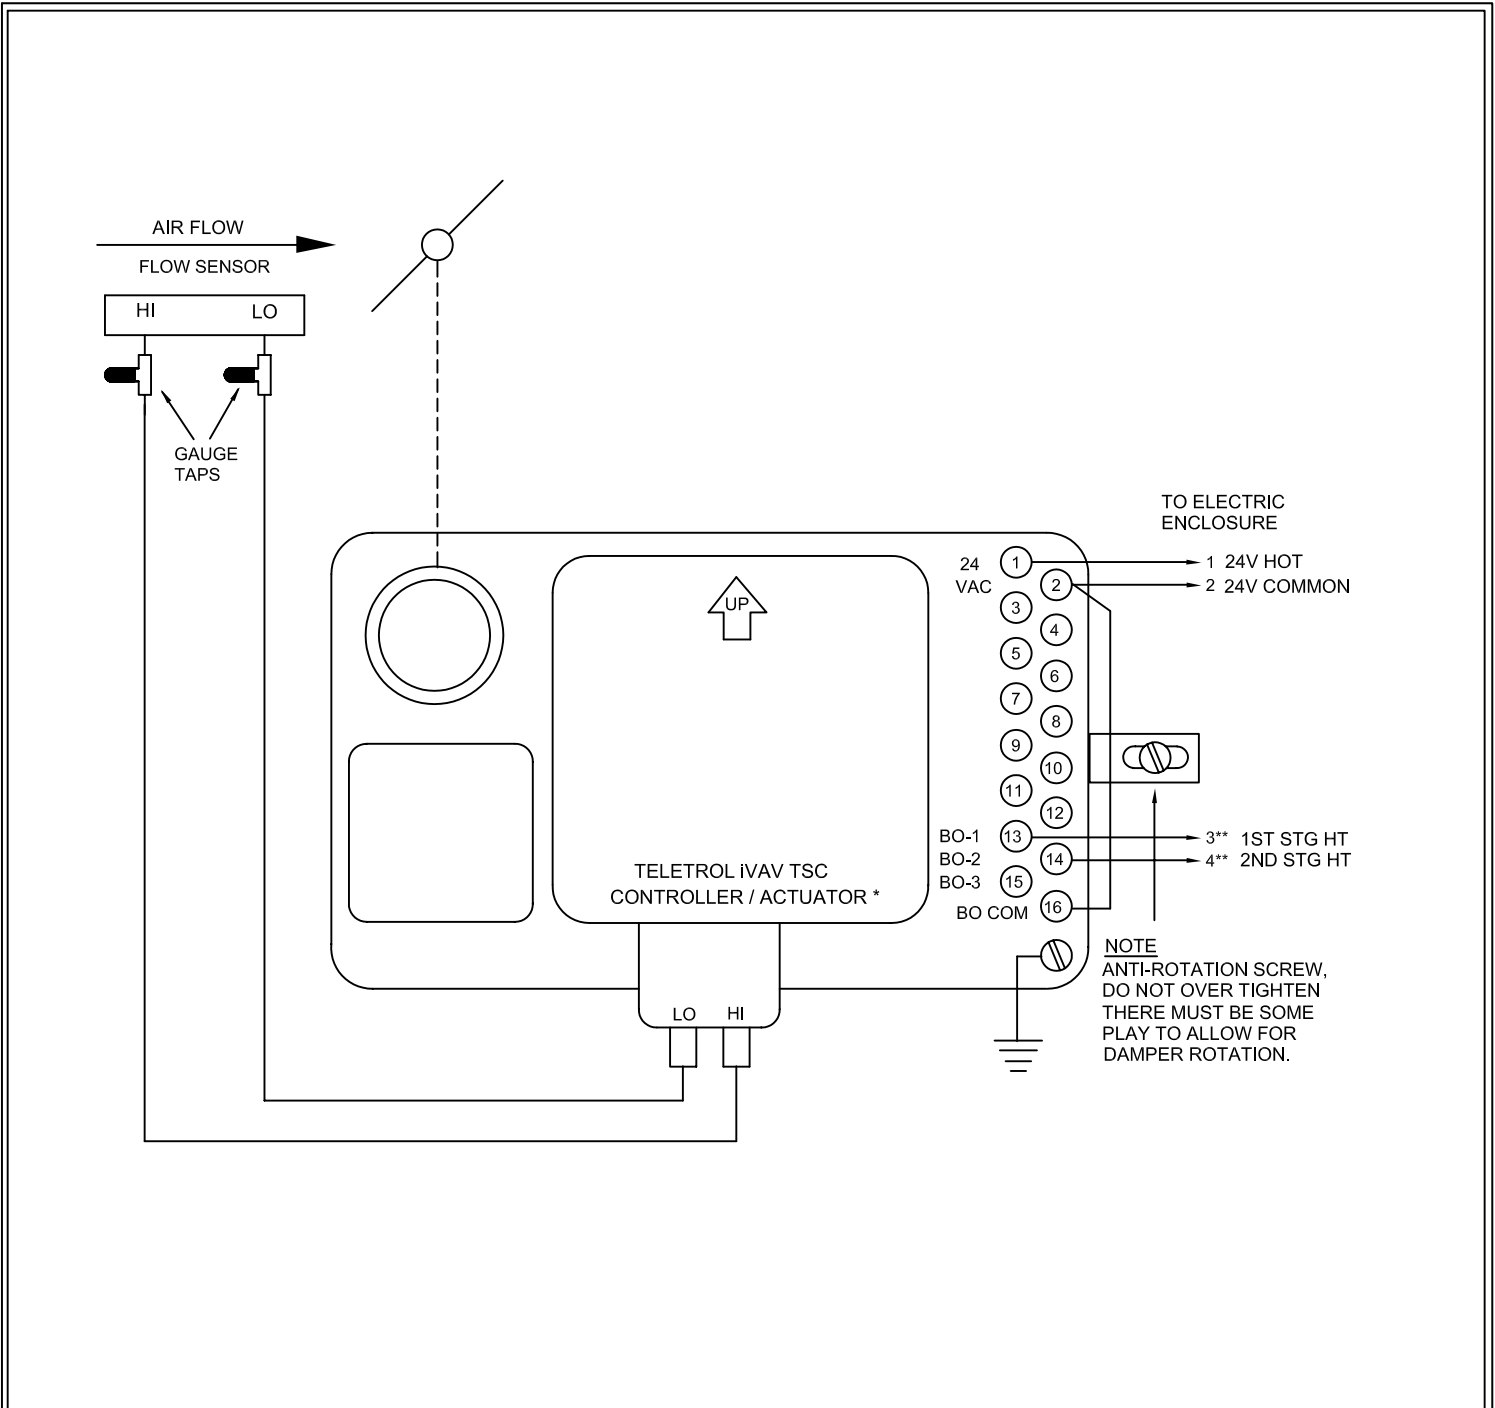 AIR FLOW
FLOW SENSOR
HI LO
GAUGE
TAPS
TO ELECTRIC
ENCLOSURE
24 1 1 24V HOT
VAC 2 2 24V COMMON
UP
3
4
5
6
7
8
9
10
11
12
BO-1 13 3** 1ST STG HT
BO-2 14 4** 2ND STG HT
BO-3 15
BO COM 16
TELETROL iVAV TSC
CONTROLLER / ACTUATOR *
LO HI
NOTE
ANTI-ROTATION SCREW,
DO NOT OVER TIGHTEN
THERE MUST BE SOME
PLAY TO ALLOW FOR
DAMPER ROTATION.